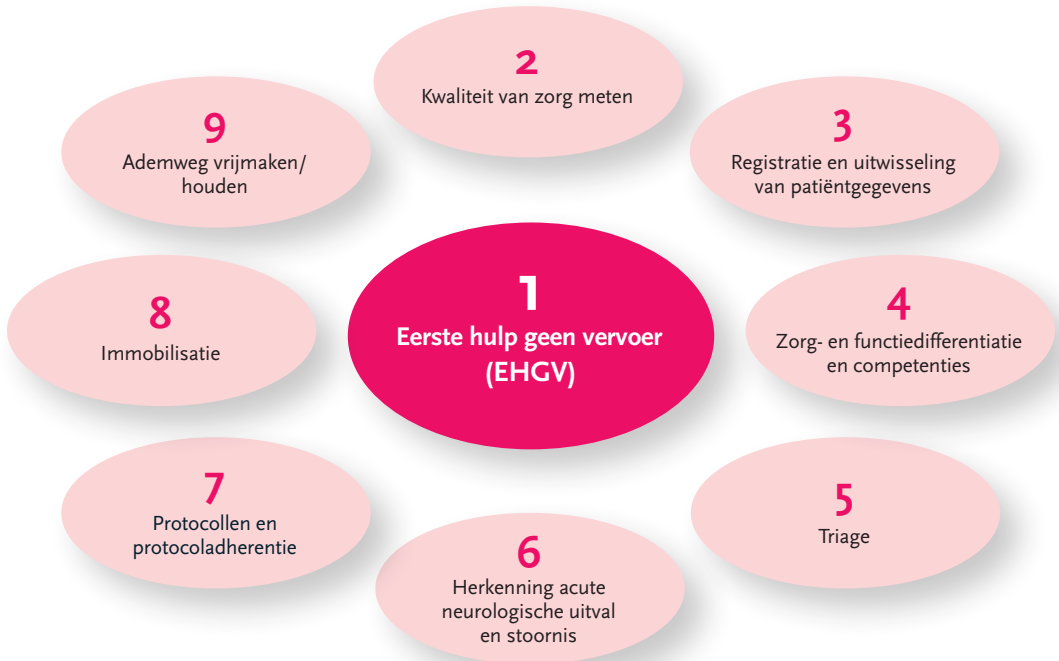 1
Eerste hulp geen vervoer
(EHGV)
2
Kwaliteit van zorg meten
3
Registratie en uitwisseling
van patiëntgegevens
4
Zorg- en functiedifferentiatie
en competenties
5
Triage
6
Herkenning acute
neurologische uitval
en stoornis
7
Protocollen en
protocoladherentie
8
Immobilisatie
9
Ademweg vrijmaken/
houden